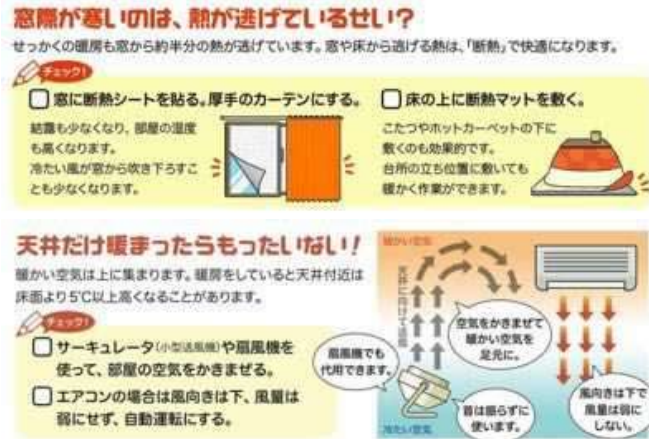 窓際が寒いのは、熱が逃げているせい？
せっかくの暖房も窓から約半分の熱が逃げています。窓や床から逃げる熱は、「断熱」で快適になります。
チェック!
窓に断熱シートを貼る。厚手のカーテンにする。
結露も少なくなり、部屋の温度
も高くなります。
冷たい風が窓から吹き下ろすこ
とも少なくなります。
床の上に断熱マットを敷く。
こたつやホットカーペットの下に
敷くのも効果的です。
台所の立ち位置に敷いても
暖かく作業ができます。
天井だけ暖まったらもったいない！
暖かい空気は上に集まります。暖房をしていると天井付近は
床面より5℃以上高くなることがあります。
チェック!
サーキュレータ(小型送風機)や扇風機を
使って、部屋の空気をかきまぜる。
エアコンの場合は風向きは下、風量は
弱にせず、自動運転にする。
暖かい空気
天井に向けて送風
空気をかきまぜて
暖かい空気を
足元に。
扇風機でも
代用できます。
首は振らずに
使います。
冷たい空気
風向きは下で
風量は弱に
しない。